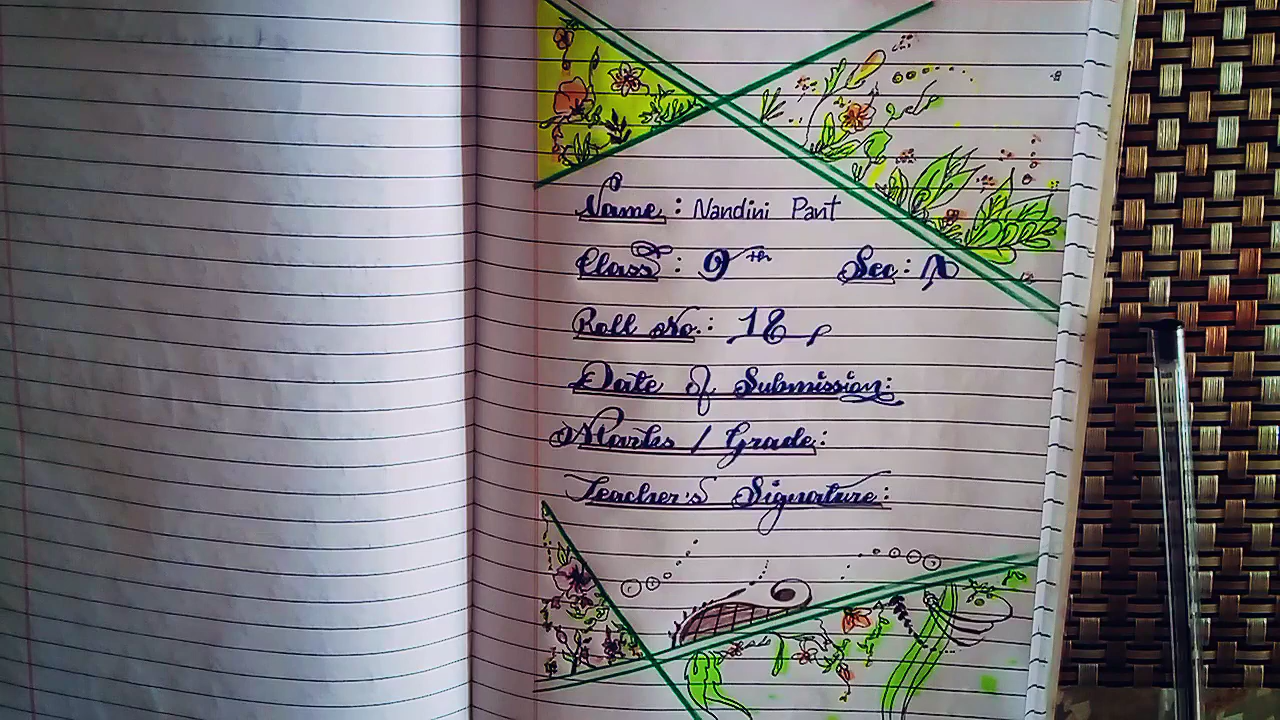 Name : Nandini Pant
Class : 9th Sec : A
Roll No. : 18
Date of Submission:
Marks / Grade:
Teacher's Signature: